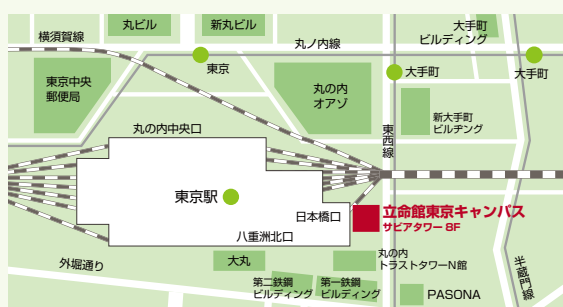 横須賀線
丸ビル
新丸ビル
丸ノ内線
大手町
ビルディング
東京
大手町
大手町
東京中央
郵便局
丸の内
オアゾ
新大手町
ビルヂング
東西線
丸の内中央口
東京駅
日本橋口
八重洲北口
立命館東京キャンパス
サピアタワー 8F
外堀通り
大丸
丸の内
トラストタワーN館
第二鉄鋼
ビルディング
第一鉄鋼
ビルディング
PASONA
半蔵門線